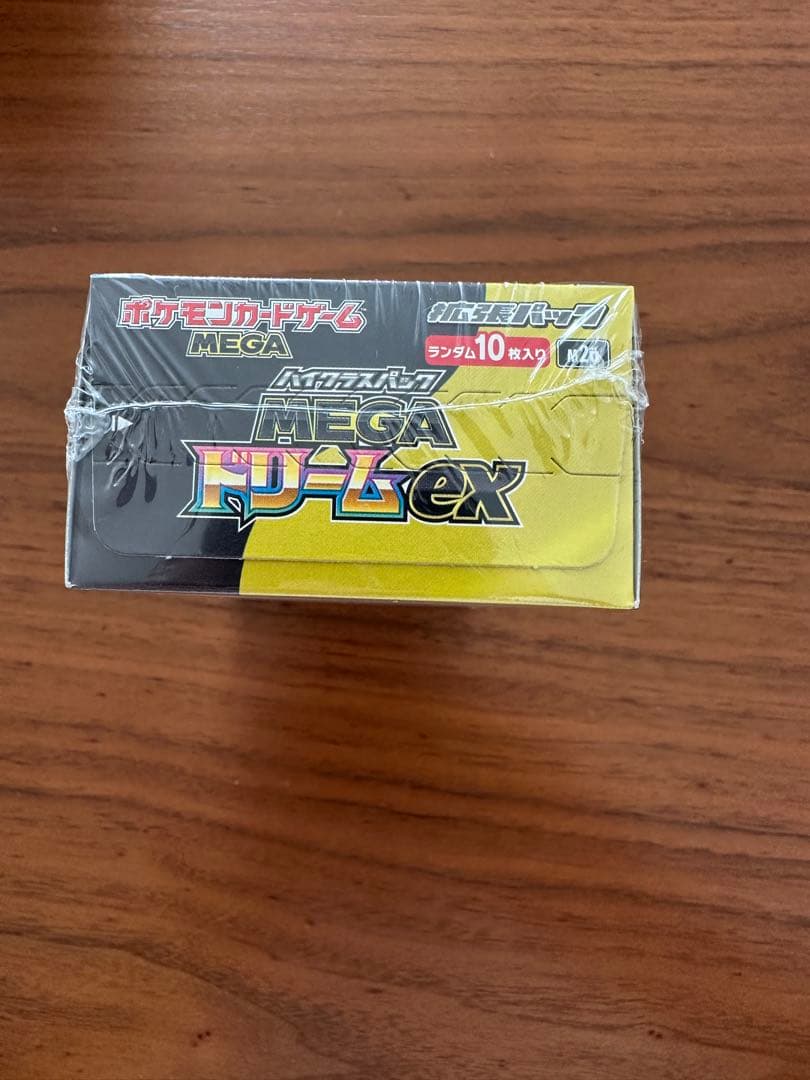 ポケモンカードゲーム
MEGA
拡張パック
ランダム10枚入り
ハイクラスパック
MEGA
ドリームex